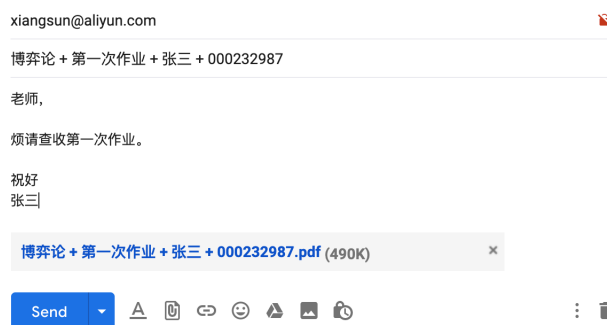 xiangsun@aliyun.com
博弈论 + 第一次作业 + 张三 + 000232987
老师，
烦请查收第一次作业。
祝好
张三
博弈论 + 第一次作业 + 张三 + 000232987.pdf (490K)
Send